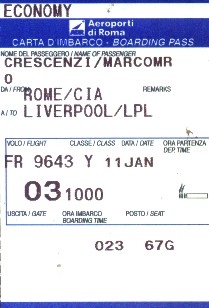 ECONOMY
Aeroporti
di Roma
CARTA D'IMBARCO - BOARDING PASS
NOME DEL PASSEGGERO / NAME OF PASSENGER
CRESCENZI/MARCOMR
O
DA / FROM REMARKS
ROME/CIA
A / TO LIVERPOOL/LPL
VOLO / FLIGHT CLASSE / CLASS DATA / DATE ORA PARTENZA
DEP. TIME
FR 9643 Y 11JAN
03 1000
USCITA / GATE ORA IMBARCO POSTO / SEAT
BOARDING TIME
023 67G